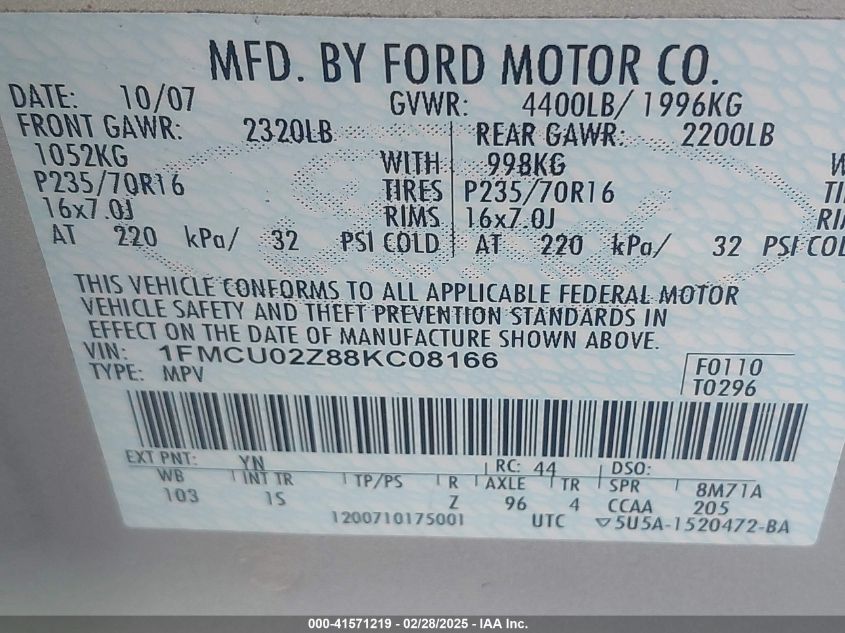 MFD. BY FORD MOTOR CO.
DATE: 10/07 GVWR: 4400LB/ 1996KG
FRONT GAWR: 2320LB REAR GAWR: 2200LB
1052KG WITH 998KG W
P235/70R16 TIRES P235/70R16 TI
16x7.0J RIMS 16x7.0J RI
AT 220 kPa/ 32 PSI COLD AT 220 kPa/ 32 PSI COL
THIS VEHICLE CONFORMS TO ALL APPLICABLE FEDERAL MOTOR
VEHICLE SAFETY AND THEFT PREVENTION STANDARDS IN
EFFECT ON THE DATE OF MANUFACTURE SHOWN ABOVE.
VIN: 1FMCU02Z88KC08166 F0110
TYPE: MPV T0296
EXT PNT: YN RC: 44 DSO:
WB INT TR TP/PS R AXLE TR SPR 8M71A
103 1S Z 96 4 CCAA 205
1200710175001 UTC ▽5U5A-1520472-BA
000-41571219 - 02/28/2025 - IAA Inc.